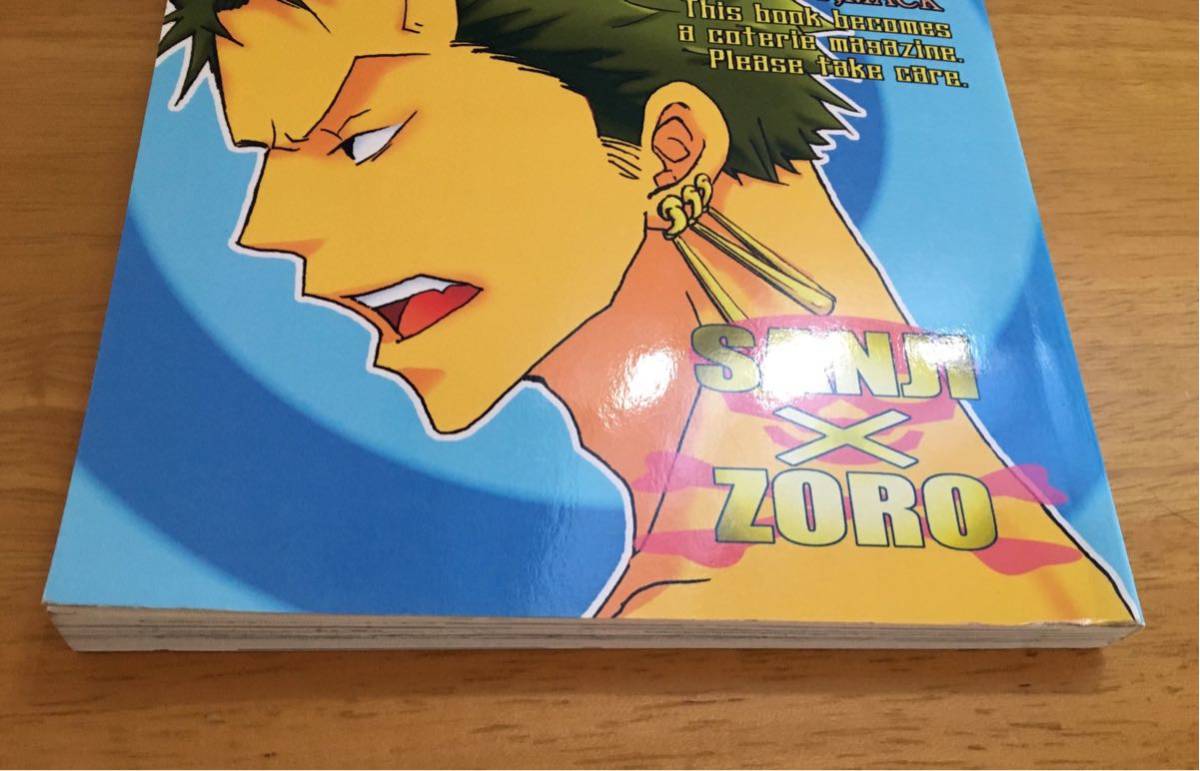 This book becomes
a coterie magazine.
Please take care.
SANJI
×
ZORO